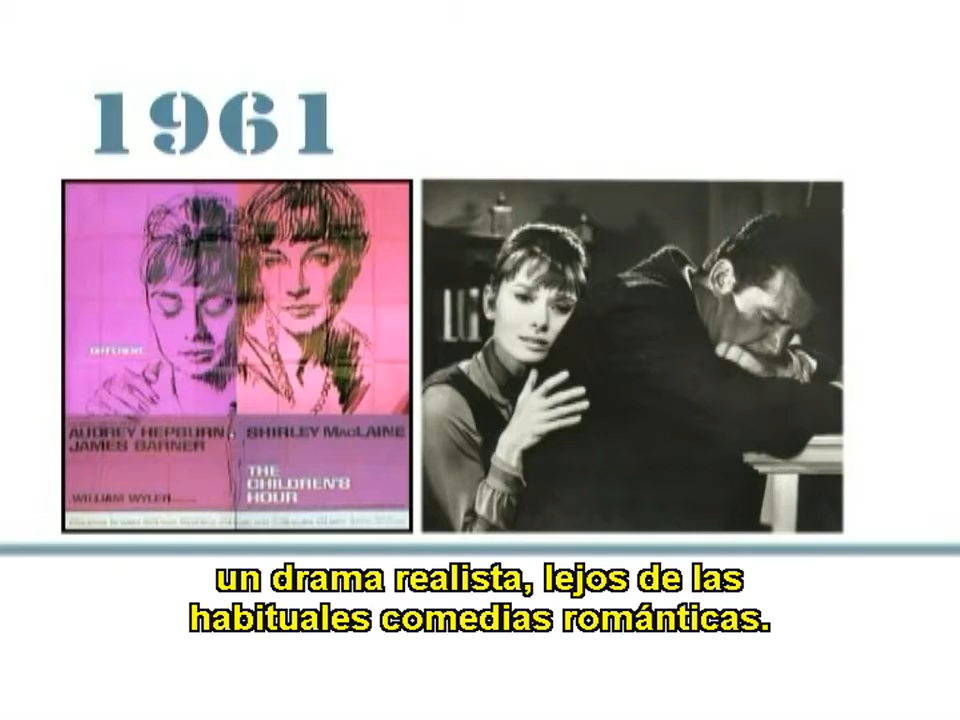 1961
AUDREY HEPBURN
JAMES GARNER
SHIRLEY MACLAINE
THE
CHILDREN'S
HOUR
WILLIAM WYLER
un drama realista, lejos de las
habituales comedias románticas.